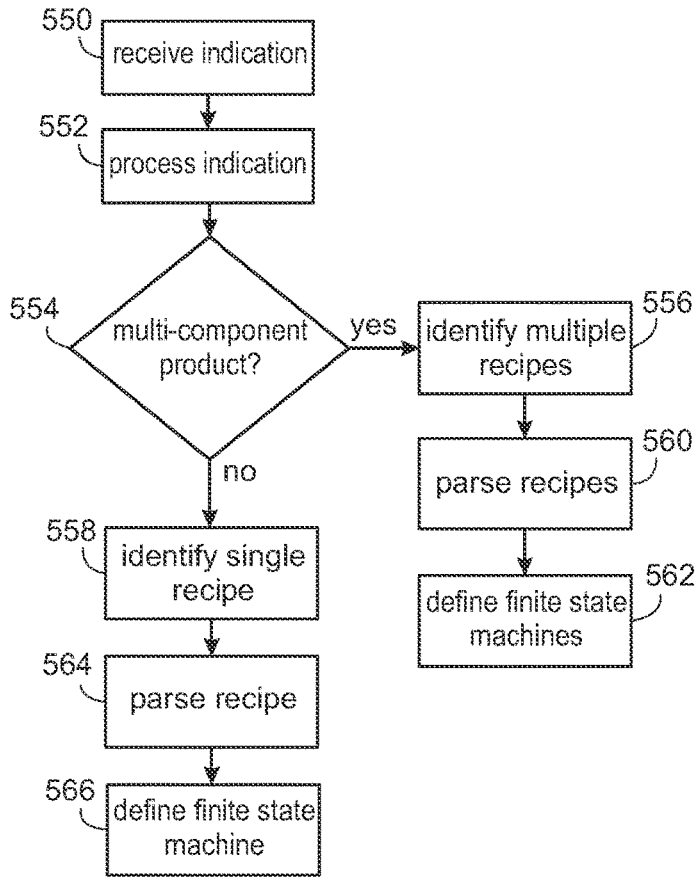 550
receive indication
552
process indication
554
multi-component
product?
yes
no
556
identify multiple
recipes
560
parse recipes
562
define finite state
machines
558
identify single
recipe
564
parse recipe
566
define finite state
machine